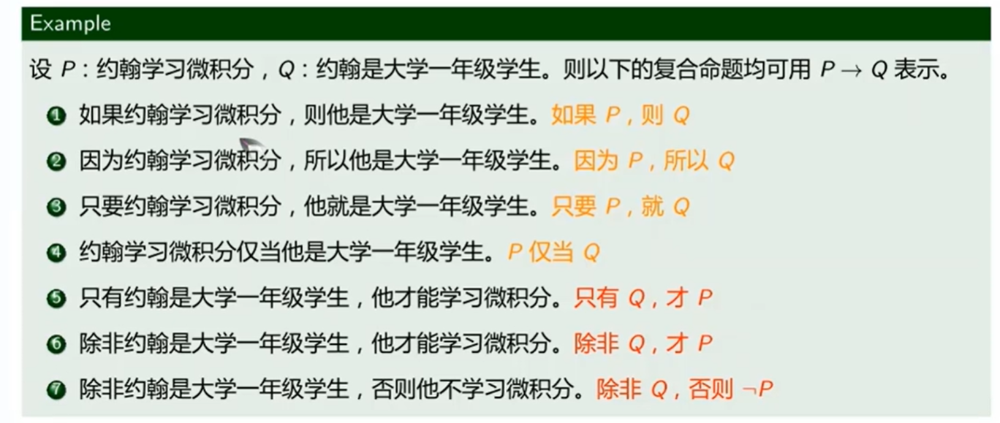 Example
设 P：约翰学习微积分，Q：约翰是大学一年级学生。则以下的复合命题均可用 P → Q 表示。
1 如果约翰学习微积分，则他是大学一年级学生。如果 P，则 Q
2 因为约翰学习微积分，所以他是大学一年级学生。因为 P，所以 Q
3 只要约翰学习微积分，他就是大学一年级学生。只要 P，就 Q
4 约翰学习微积分仅当他是大学一年级学生。P 仅当 Q
5 只有约翰是大学一年级学生，他才能学习微积分。只有 Q，才 P
6 除非约翰是大学一年级学生，他才能学习微积分。除非 Q，才 P
7 除非约翰是大学一年级学生，否则他不学习微积分。除非 Q，否则 ¬P